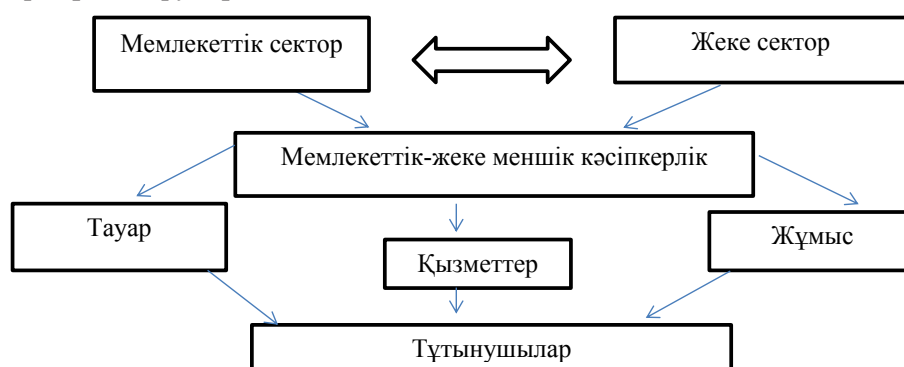 Мемлекеттік сектор
Жеке сектор
Мемлекеттік-жеке меншік кәсіпкерлік
Тауар
Қызметтер
Жұмыс
Тұтынушылар